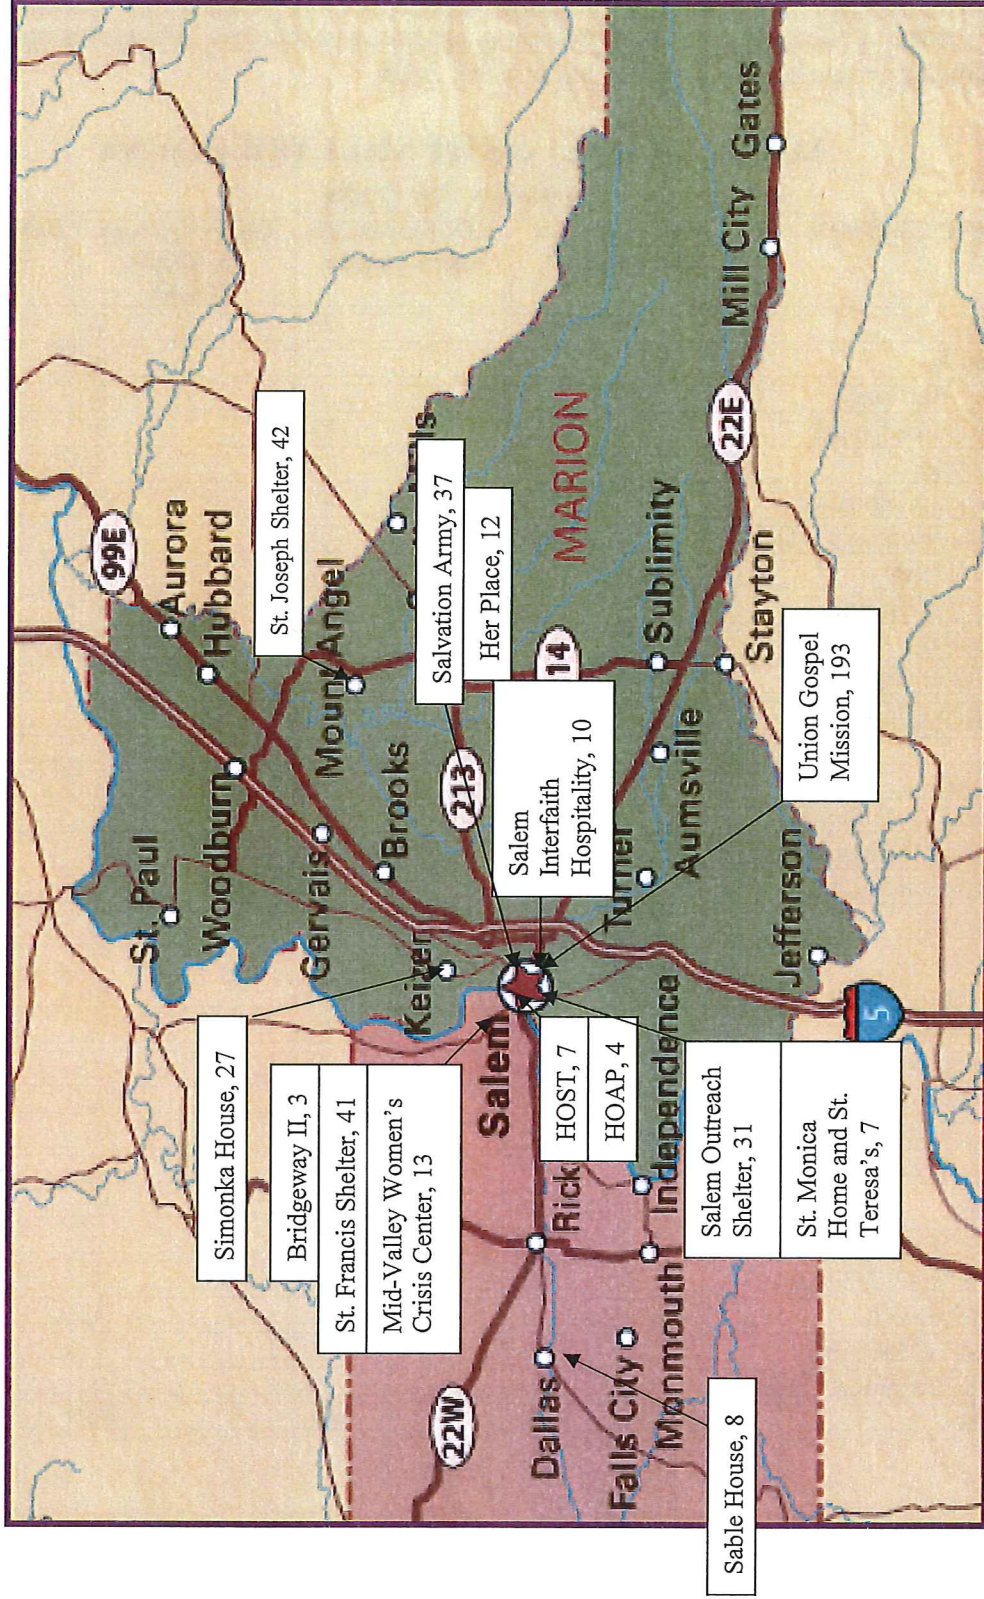 St. Paul
Woodburn
Gervais
Brooks
Keizer
99E
Aurora
Hubbard
Mount Angel
St. Joseph Shelter, 42
Salvation Army, 37
Her Place, 12
213
14
MARION
Salem
Interfaith
Hospitality, 10
Simonka House, 27
Bridgeway II, 3
St. Francis Shelter, 41
Mid-Valley Women's
Crisis Center, 13
Salem
HOST, 7
HOAP, 4
22W
Rick
Dallas
Falls City
Monmouth
Independence
Sable House, 8
Salem Outreach
Shelter, 31
St. Monica
Home and St.
Teresa's, 7
5
Jefferson
Turner
Aumsville
Sublimity
Stayton
Union Gospel
Mission, 193
22E
Mill City
Gates